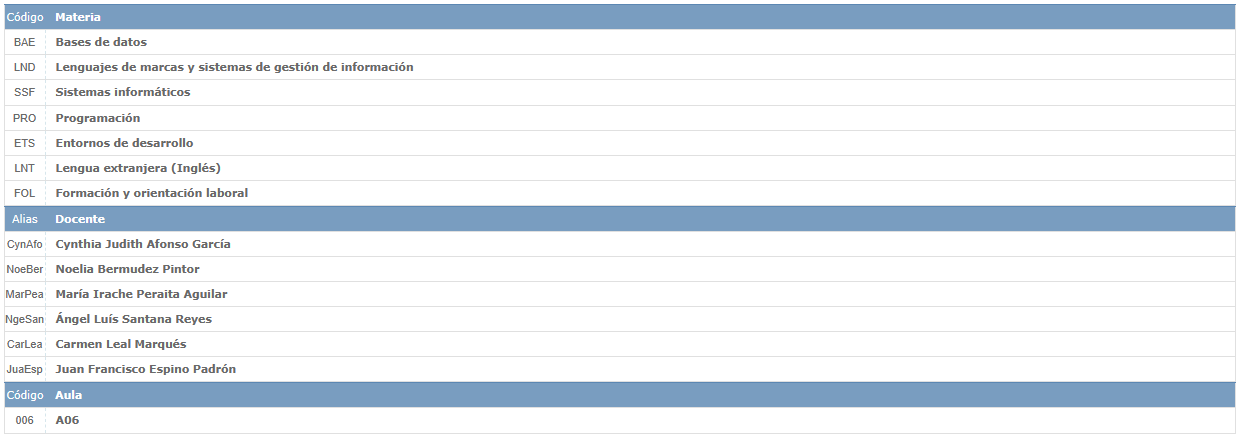 Código Materia
BAE Bases de datos
LND Lenguajes de marcas y sistemas de gestión de información
SSF Sistemas informáticos
PRO Programación
ETS Entornos de desarrollo
LNT Lengua extranjera (Inglés)
FOL Formación y orientación laboral
Alias Docente
CynAfo Cynthia Judith Afonso García
NoeBer Noelia Bermudez Pintor
MarPea María Irache Peraita Aguilar
NgeSan Ángel Luís Santana Reyes
CarLea Carmen Leal Marqués
JuaEsp Juan Francisco Espino Padrón
Código Aula
006 A06